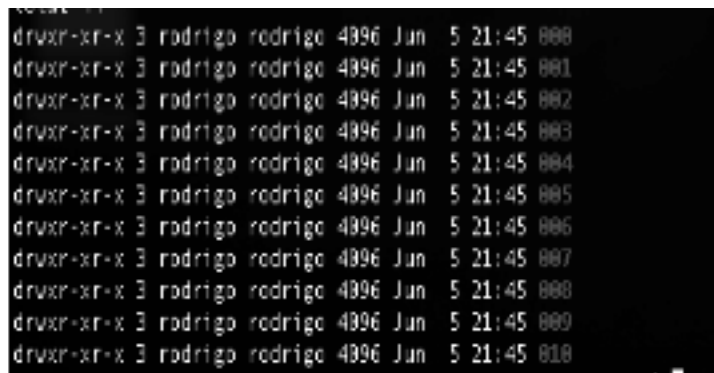 total 44
drwxr-xr-x 3 rodrigo rodrigo 4096 Jun  5 21:45 000
drwxr-xr-x 3 rodrigo rodrigo 4096 Jun  5 21:45 001
drwxr-xr-x 3 rodrigo rodrigo 4096 Jun  5 21:45 002
drwxr-xr-x 3 rodrigo rodrigo 4096 Jun  5 21:45 003
drwxr-xr-x 3 rodrigo rodrigo 4096 Jun  5 21:45 004
drwxr-xr-x 3 rodrigo rodrigo 4096 Jun  5 21:45 005
drwxr-xr-x 3 rodrigo rodrigo 4096 Jun  5 21:45 006
drwxr-xr-x 3 rodrigo rodrigo 4096 Jun  5 21:45 007
drwxr-xr-x 3 rodrigo rodrigo 4096 Jun  5 21:45 008
drwxr-xr-x 3 rodrigo rodrigo 4096 Jun  5 21:45 009
drwxr-xr-x 3 rodrigo rodrigo 4096 Jun  5 21:45 010